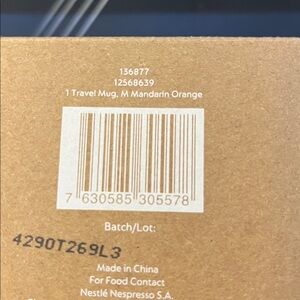 136877
12568639
1 Travel Mug, M Mandarin Orange
7 630585 305578
Batch/Lot:
4290T269L3
Made in China
For Food Contact
Nestlé Nespresso S.A.